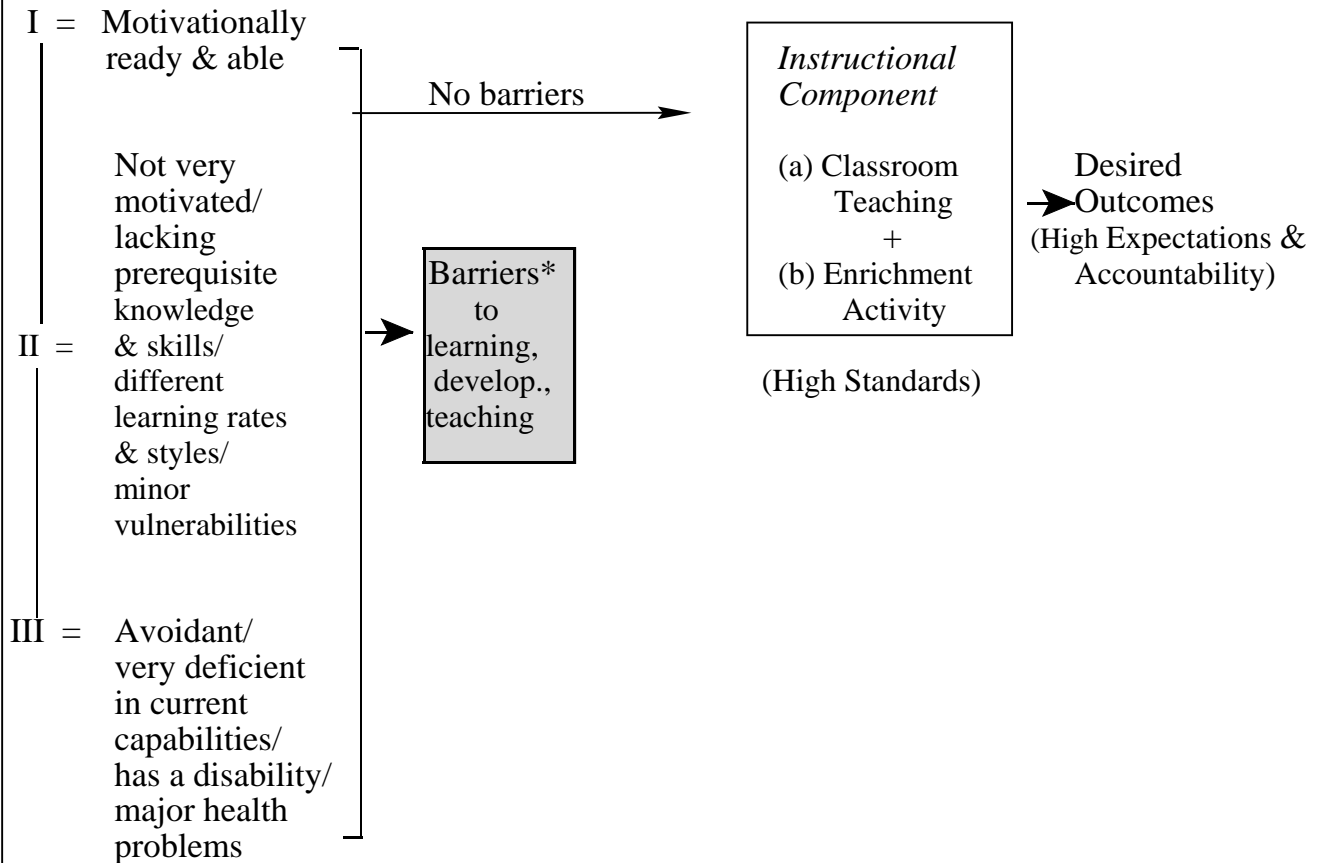 I = Motivationally
ready & able
No barriers
Not very
motivated/
lacking
prerequisite
knowledge
II = & skills/
different
learning rates
& styles/
minor
vulnerabilities
III = Avoidant/
very deficient
in current
capabilities/
has a disability/
major health
problems
Barriers*
to
learning,
develop.,
teaching
Instructional
Component
(a) Classroom
Teaching
+
(b) Enrichment
Activity
(High Standards)
Desired
Outcomes
(High Expectations &
Accountability)